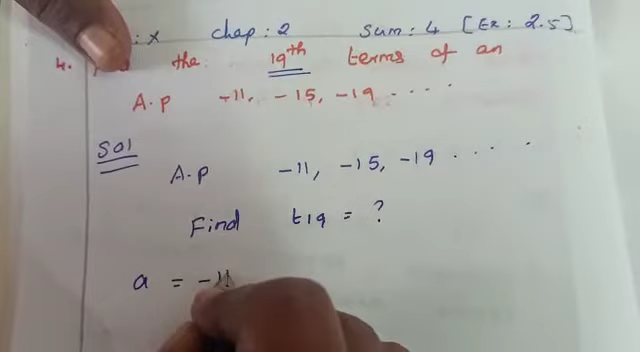 : x chap : 2 Sum : 4 [Ex : 2.5]
4. the 19th terms of an
A.p -11, -15, -19 ....
Sol
A.p -11, -15, -19 ....
Find t19 = ?
a = -11